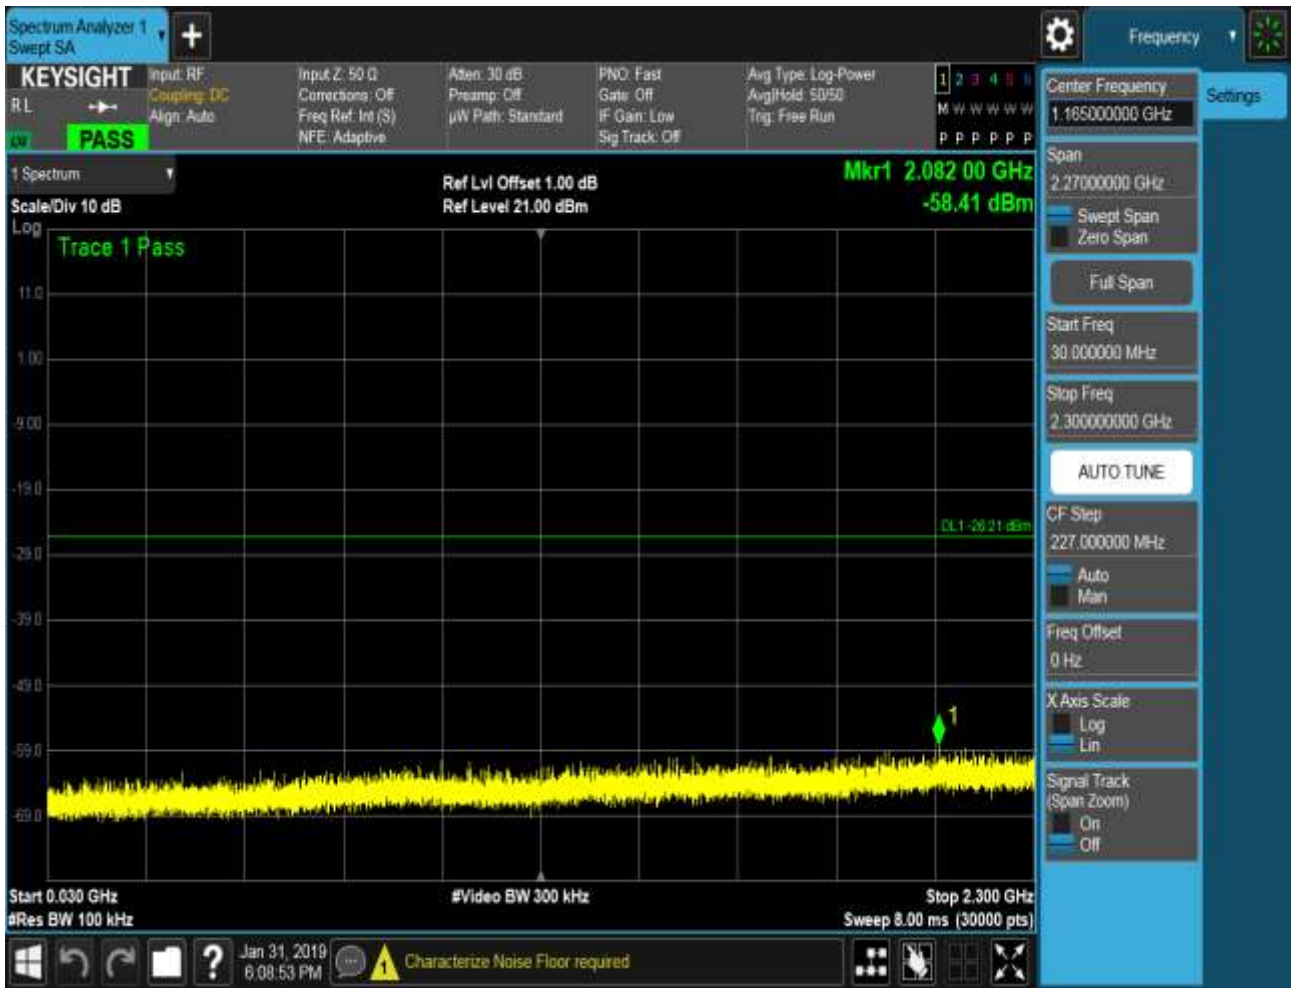 Spectrum Analyzer 1
Swept SA
Frequency
KEYSIGHT
R L
PASS
Input: RF
Coupling: DC
Align: Auto
Input Z: 50 Ω
Corrections: Off
Freq Ref: Int (S)
NFE: Adaptive
Atten: 30 dB
Preamp: Off
µW Path: Standard
PNO: Fast
Gate: Off
IF Gain: Low
Sig Track: Off
Avg Type: Log-Power
Avg|Hold: 50/50
Trig: Free Run
1 2 3 4 5 6
M W W W W W
P P P P P P
1 Spectrum
Scale/Div 10 dB
Ref Lvl Offset 1.00 dB
Ref Level 21.00 dBm
Mkr1 2.082 00 GHz
-58.41 dBm
Log
Trace 1 Pass
11.0
1.00
-9.00
-19.0
DL1 -26.21 dBm
-29.0
-39.0
-49.0
1
-59.0
-69.0
Start 0.030 GHz
#Video BW 300 kHz
Stop 2.300 GHz
#Res BW 100 kHz
Sweep 8.00 ms (30000 pts)
Jan 31, 2019
6:08:53 PM
?
1
Characterize Noise Floor required
Center Frequency
1.165000000 GHz
Settings
Span
2.27000000 GHz
Swept Span
Zero Span
Full Span
Start Freq
30.000000 MHz
Stop Freq
2.300000000 GHz
AUTO TUNE
CF Step
227.000000 MHz
Auto
Man
Freq Offset
0 Hz
X Axis Scale
Log
Lin
Signal Track
(Span Zoom)
On
Off